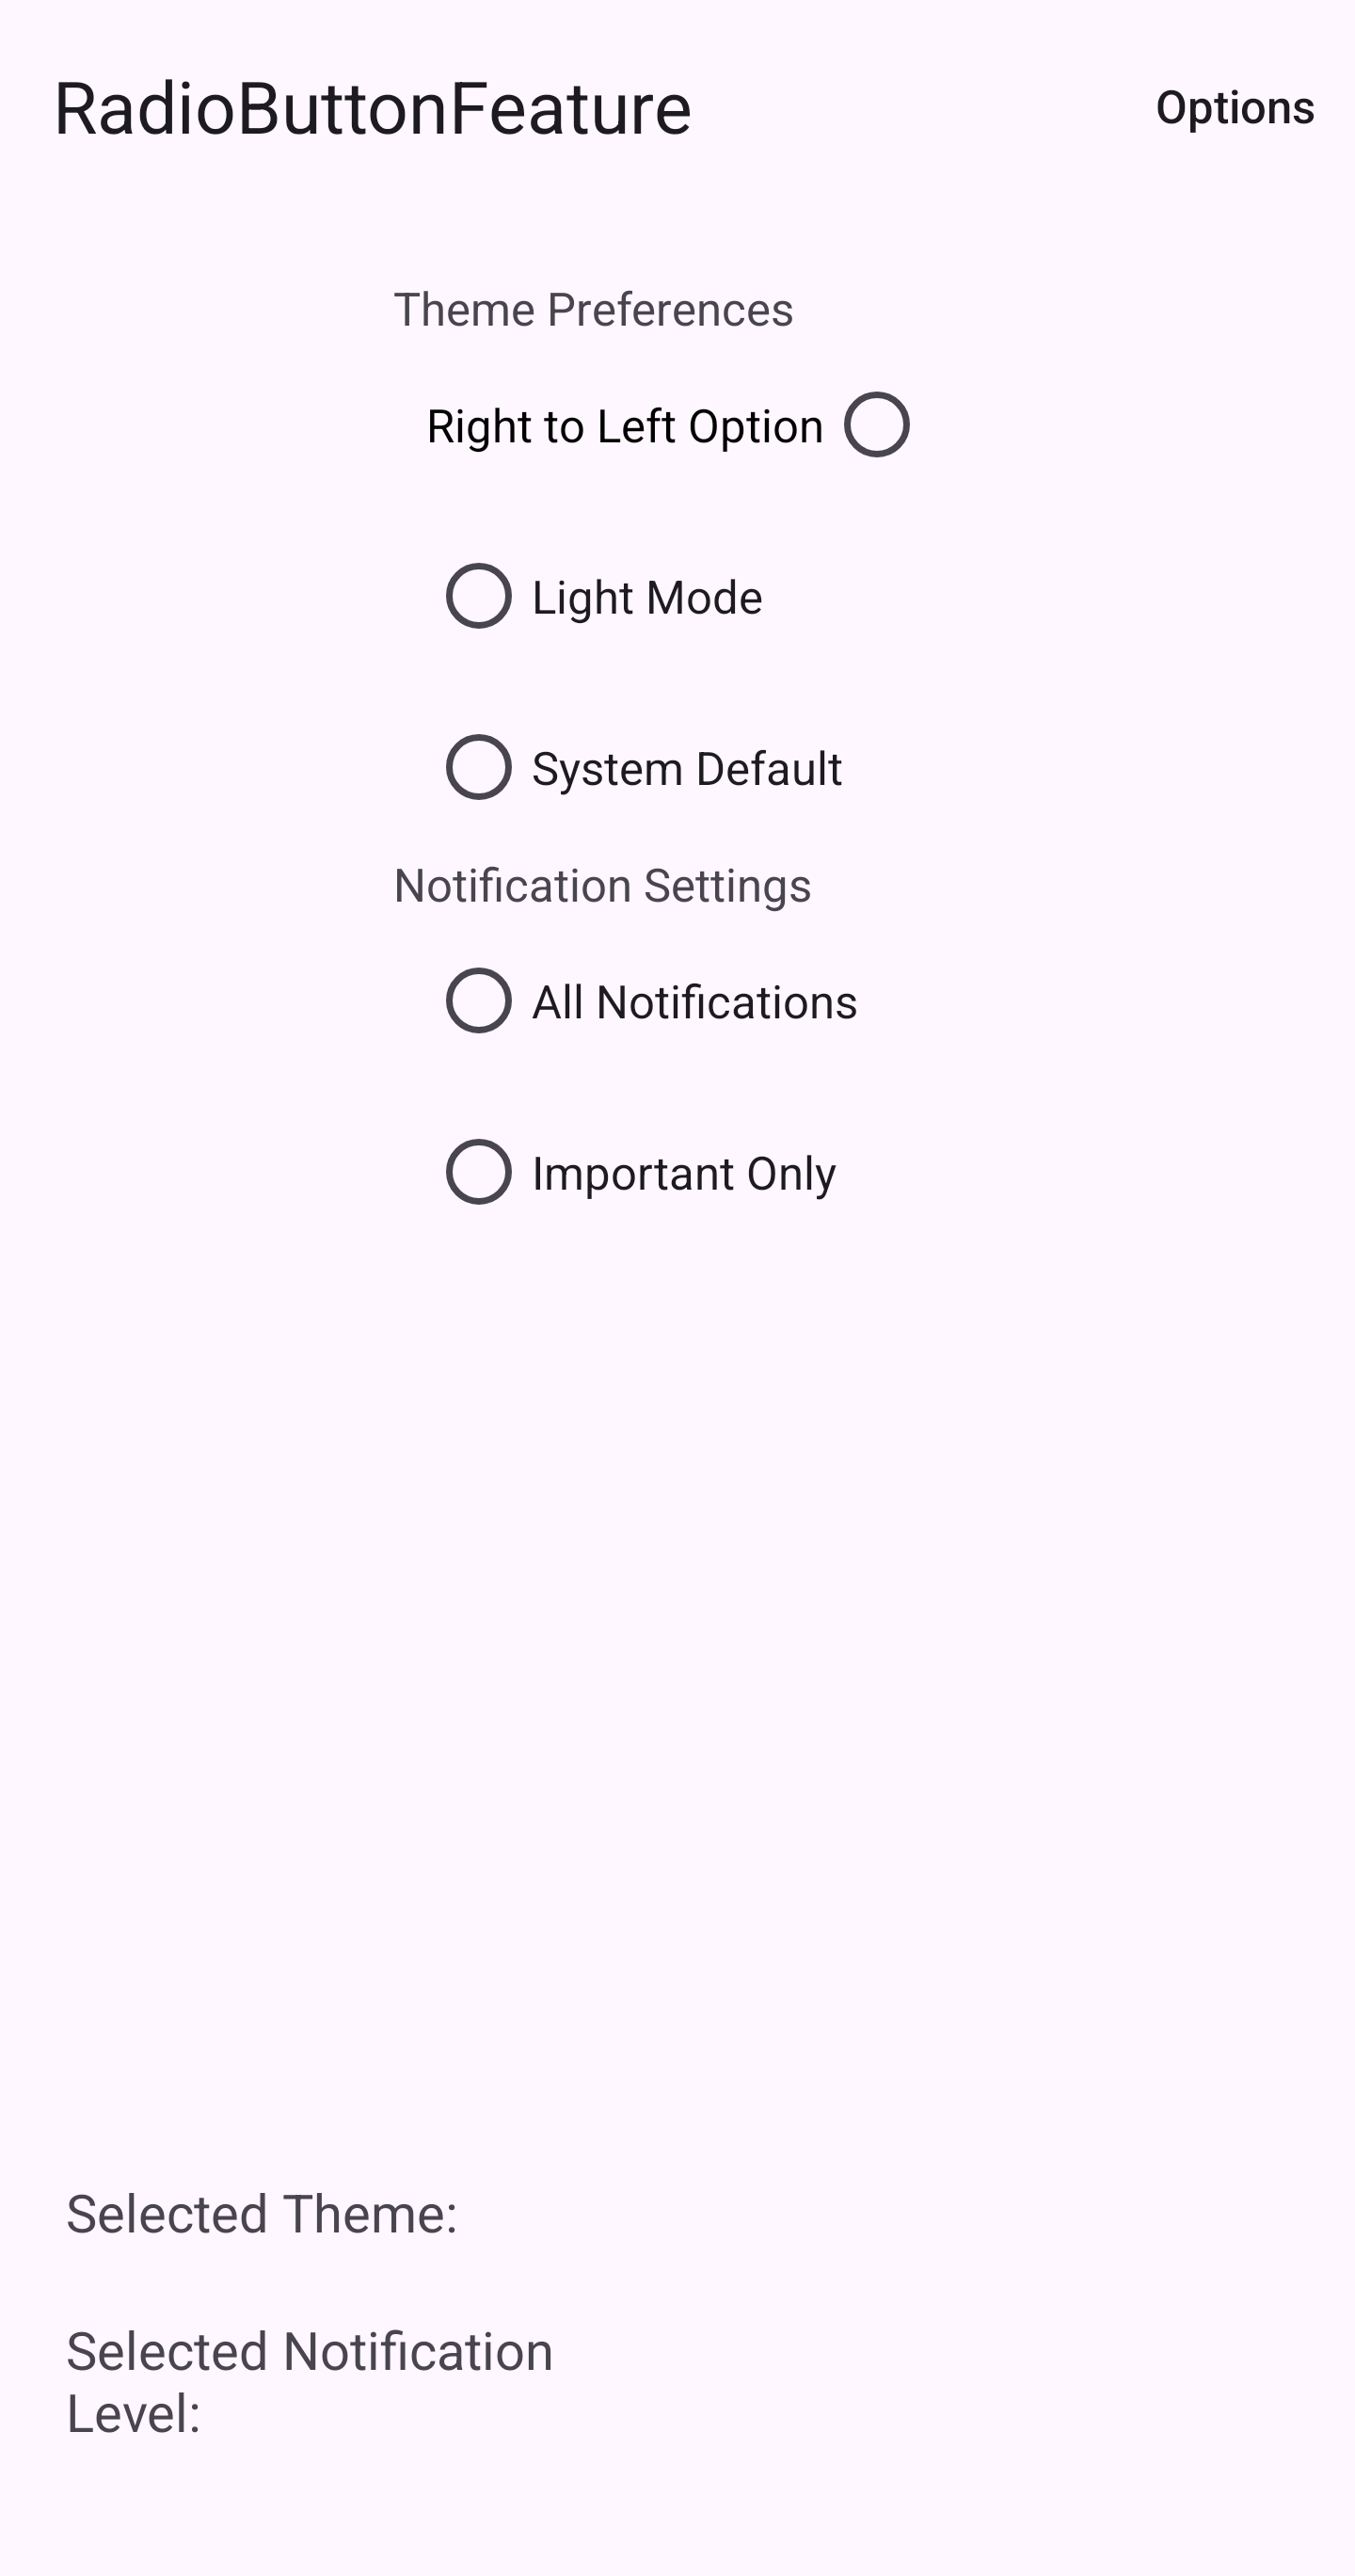 RadioButtonFeature
Options
Theme Preferences
Right to Left Option
Light Mode
System Default
Notification Settings
All Notifications
Important Only
Selected Theme:
Selected Notification
Level: